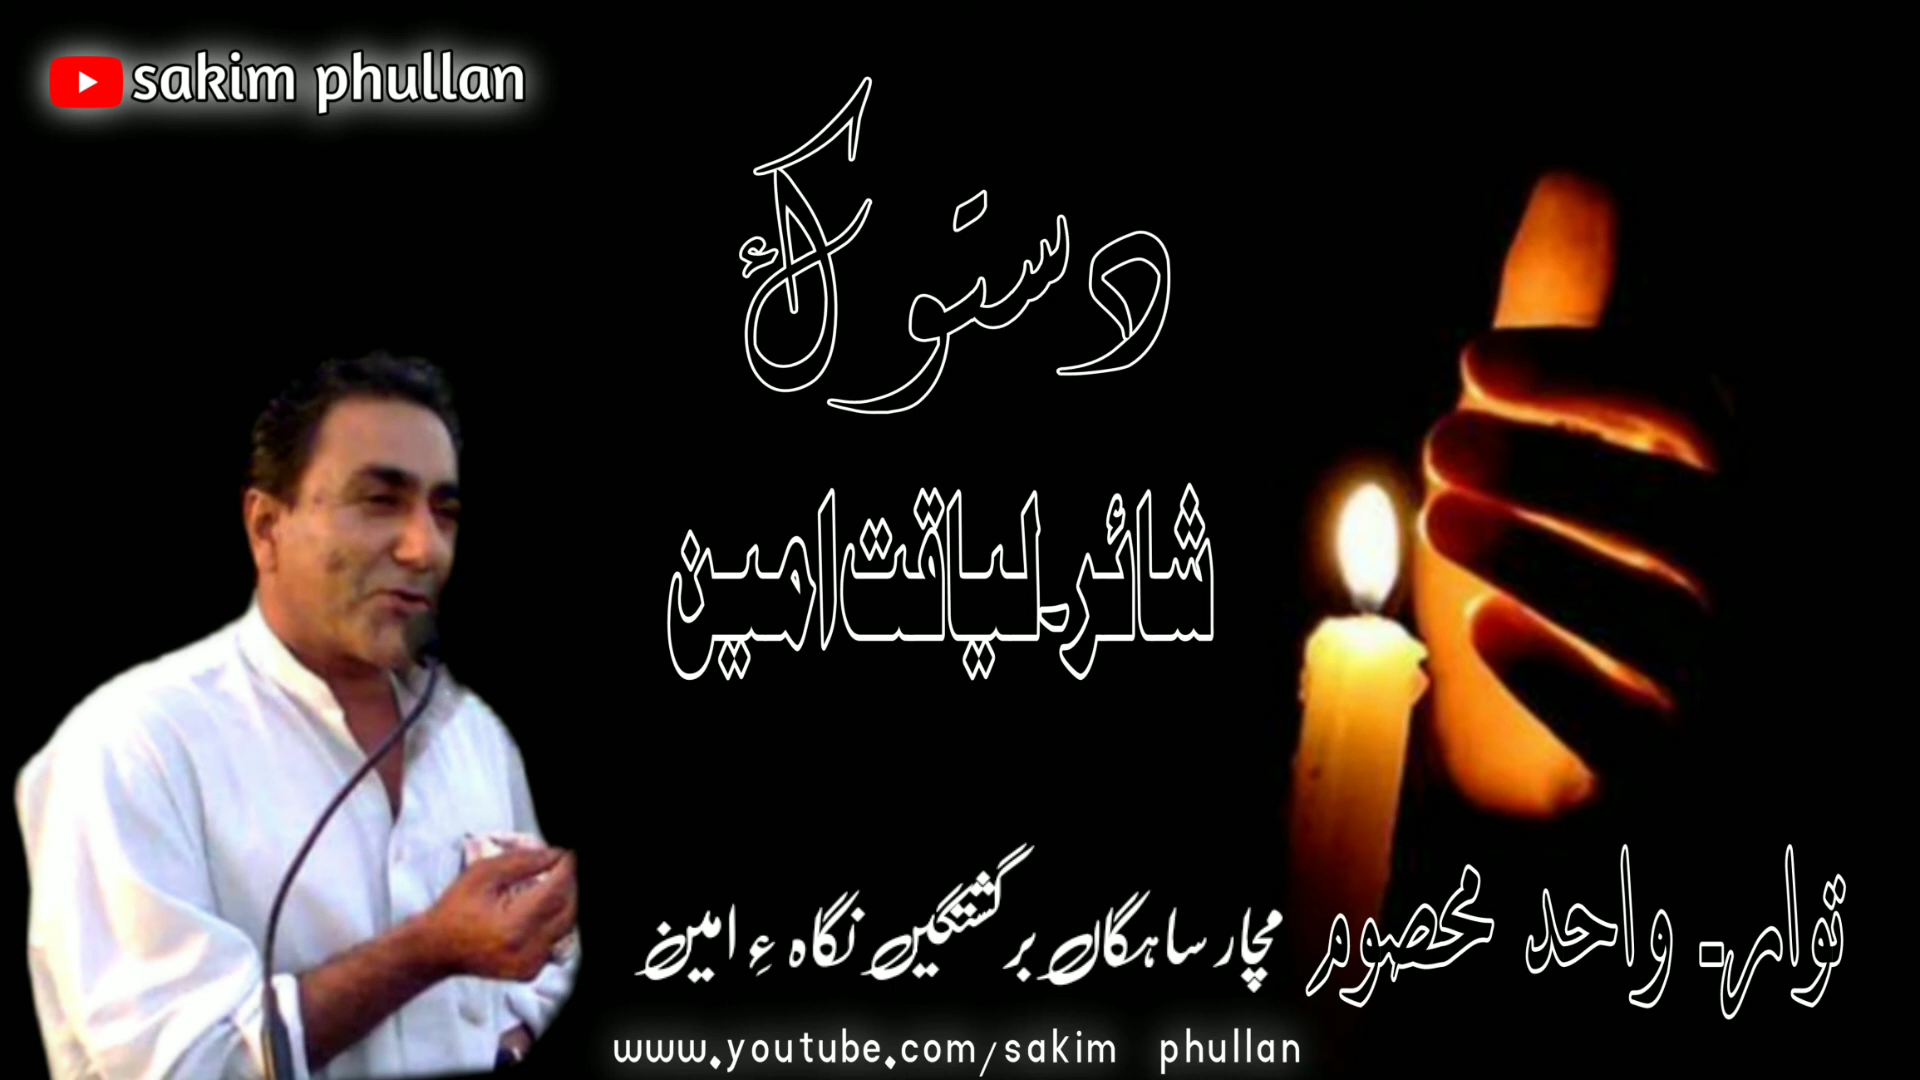 sakim phullan
دستوکءِ
شائر۔لیاقت امین
توار۔ واحد محصوم
مچار ساہگاں بر گشتگیں نگاہ ءِ امین
www.youtube.com/sakim phullan